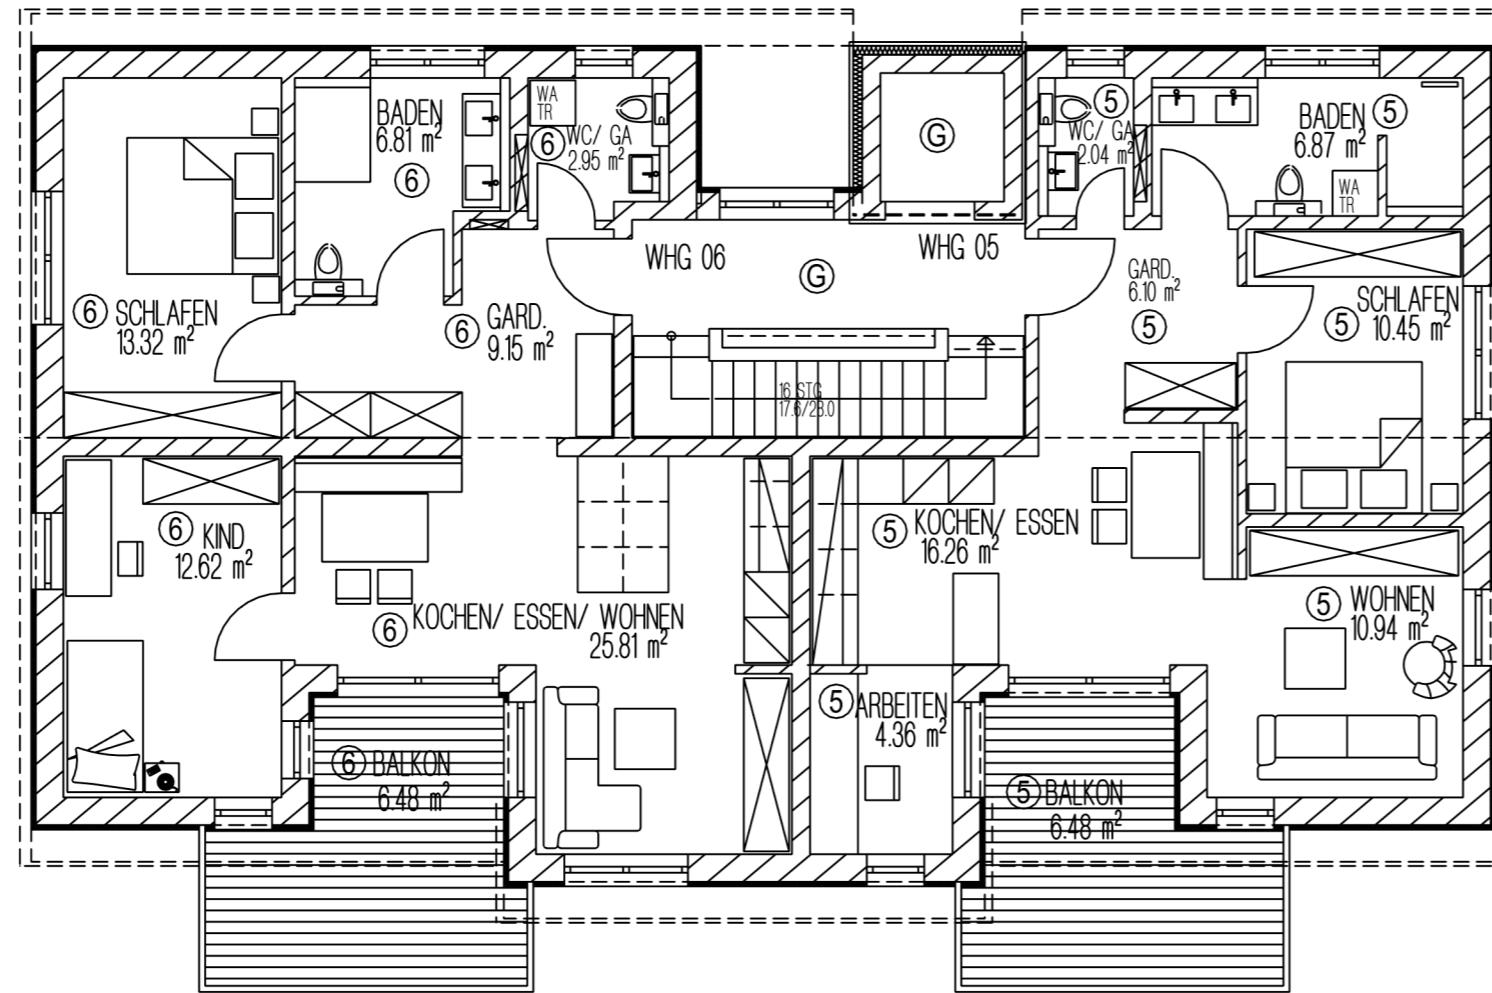 WA
TR
BADEN
6.81 m²
6
6
WC/ GA
2.95 m²
G
5
WC/ GA
2.04 m²
BADEN
6.87 m²
5
WA
TR
WHG 06
G
WHG 05
6
SCHLAFEN
13.32 m²
6
GARD.
9.15 m²
GARD.
6.10 m²
5
5
SCHLAFEN
10.45 m²
16 STG
17.6/28.0
6
KIND
12.62 m²
6
KOCHEN/ ESSEN/ WOHNEN
25.81 m²
5
KOCHEN/ ESSEN
16.26 m²
5
WOHNEN
10.94 m²
6
BALKON
6.48 m²
5
ARBEITEN
4.36 m²
5
BALKON
6.48 m²